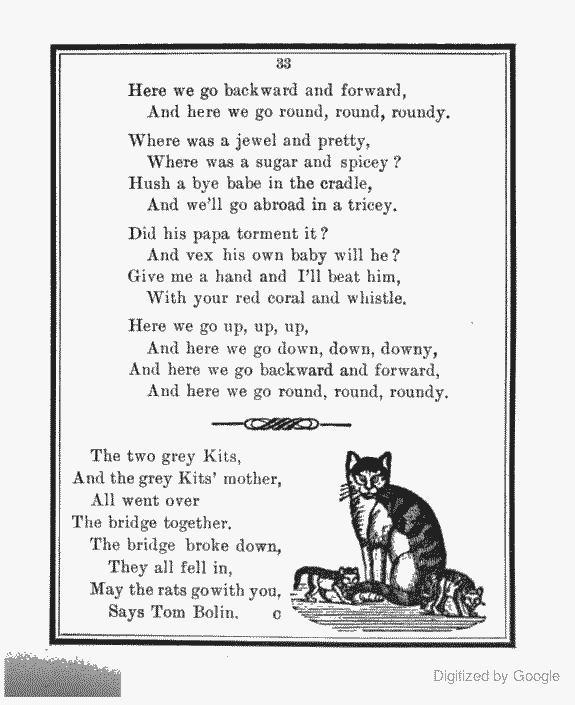 33
Here we go backward and forward,
And here we go round, round, roundy.
Where was a jewel and pretty,
Where was a sugar and spicey ?
Hush a bye babe in the cradle,
And we'll go abroad in a tricey.
Did his papa torment it ?
And vex his own baby will he ?
Give me a hand and I'll beat him,
With your red coral and whistle.
Here we go up, up, up,
And here we go down, down, downy,
And here we go backward and forward,
And here we go round, round, roundy.
The two grey Kits,
And the grey Kits' mother,
All went over
The bridge together.
The bridge broke down,
They all fell in,
May the rats go with you,
Says Tom Bolin. C
Digitized by Google